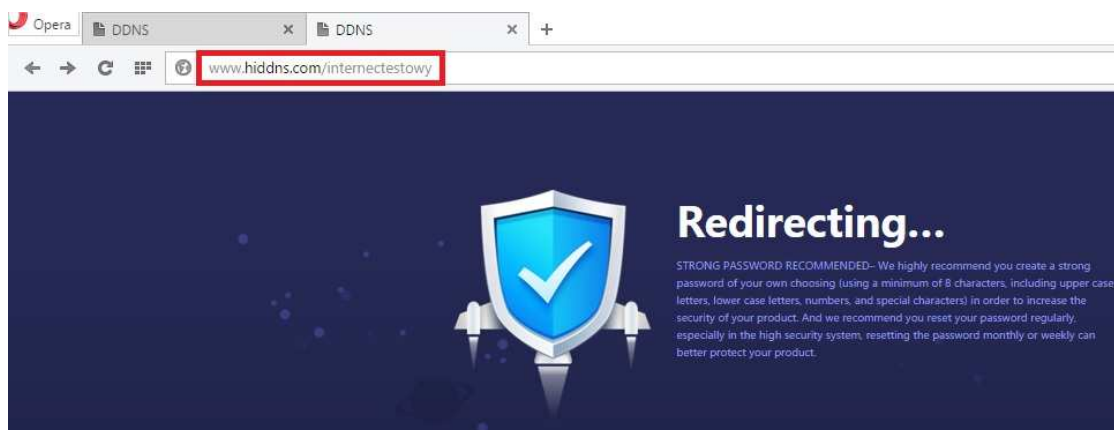 Opera
DDNS
DDNS
www.hiddns.com/internectestowy
Redirecting...
STRONG PASSWORD RECOMMENDED– We highly recommend you create a strong
password of your own choosing (using a minimum of 8 characters, including upper case
letters, lower case letters, numbers, and special characters) in order to increase the
security of your product. And we recommend you reset your password regularly,
especially in the high security system, resetting the password monthly or weekly can
better protect your product.